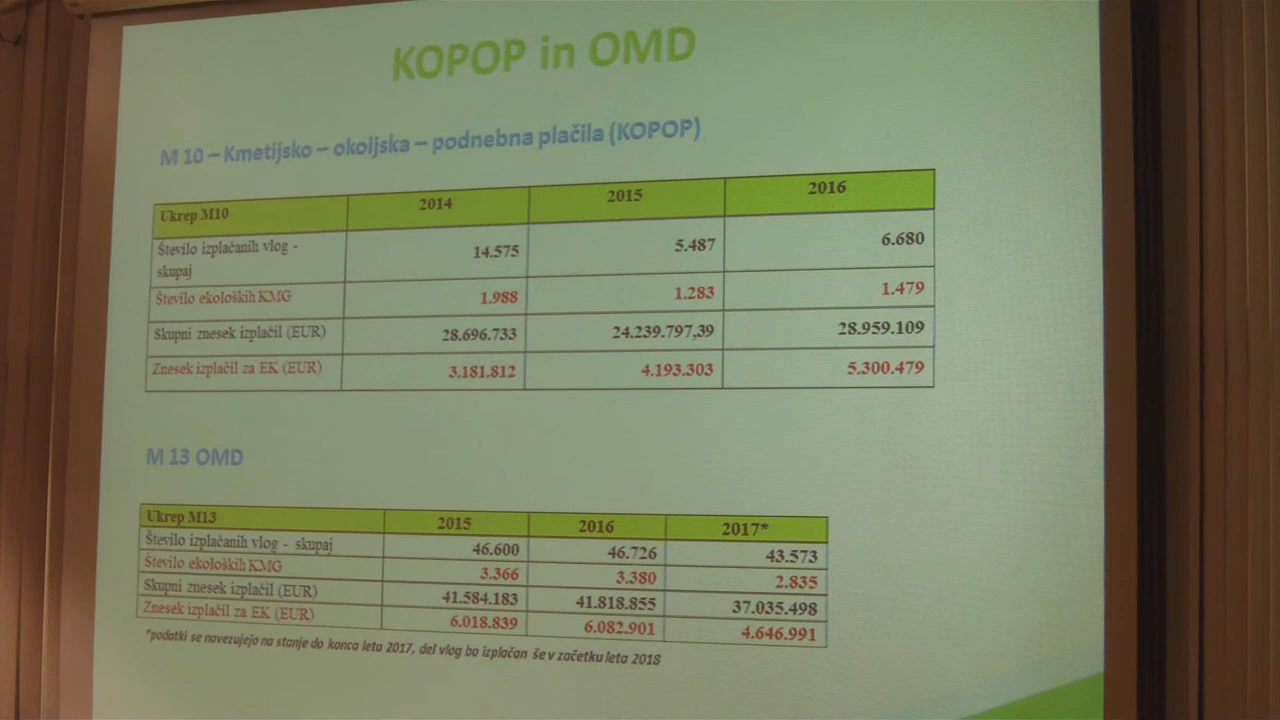 KOPOP in OMD
M 10 – Kmetijsko – okoljska – podnebna plačila (KOPOP)
Ukrep M10 2014 2015 2016
Število izplačanih vlog -
skupaj 14.575 5.487 6.680
Število ekoloških KMG 1.988 1.283 1.479
Skupni znesek izplačil (EUR) 28.696.733 24.239.797,39 28.959.109
Znesek izplačil za EK (EUR) 3.181.812 4.193.303 5.300.479
M 13 OMD
Ukrep M13 2015 2016 2017*
Število izplačanih vlog - skupaj 46.600 46.726 43.573
Število ekoloških KMG 3.366 3.380 2.835
Skupni znesek izplačil (EUR) 41.584.183 41.818.855 37.035.498
Znesek izplačil za EK (EUR) 6.018.839 6.082.901 4.646.991
*podatki se navezujejo na stanje do konca leta 2017, del vlog bo izplačan še v začetku leta 2018